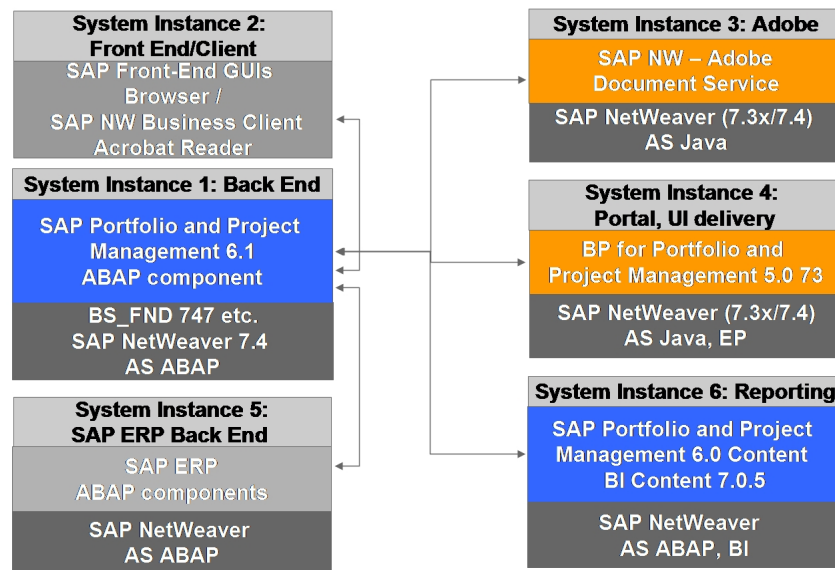 System Instance 2:
Front End/Client
SAP Front-End GUIs
Browser /
SAP NW Business Client
Acrobat Reader
System Instance 1: Back End
SAP Portfolio and Project
Management 6.1
ABAP component
BS_FND 747 etc.
SAP NetWeaver 7.4
AS ABAP
System Instance 5:
SAP ERP Back End
SAP ERP
ABAP components
SAP NetWeaver
AS ABAP
System Instance 3: Adobe
SAP NW – Adobe
Document Service
SAP NetWeaver (7.3x/7.4)
AS Java
System Instance 4:
Portal, UI delivery
BP for Portfolio and
Project Management 5.0 73
SAP NetWeaver (7.3x/7.4)
AS Java, EP
System Instance 6: Reporting
SAP Portfolio and Project
Management 6.0 Content
BI Content 7.0.5
SAP NetWeaver
AS ABAP, BI